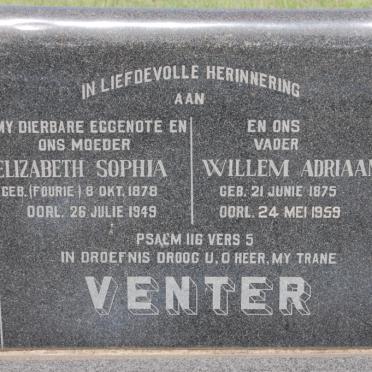 IN LIEFDEVOLLE HERINNERING
AAN
MY DIERBARE EGGENOTE EN
ONS MOEDER
ELIZABETH SOPHIA
GEB. (FOURIE) 8 OKT. 1878
OORL. 26 JULIE 1949
EN ONS
VADER
WILLEM ADRIAAN
GEB. 21 JUNIE 1875
OORL. 24 MEI 1959
PSALM 116 VERS 5
IN DROEFNIS DROOG U, O HEER, MY TRANE
VENTER